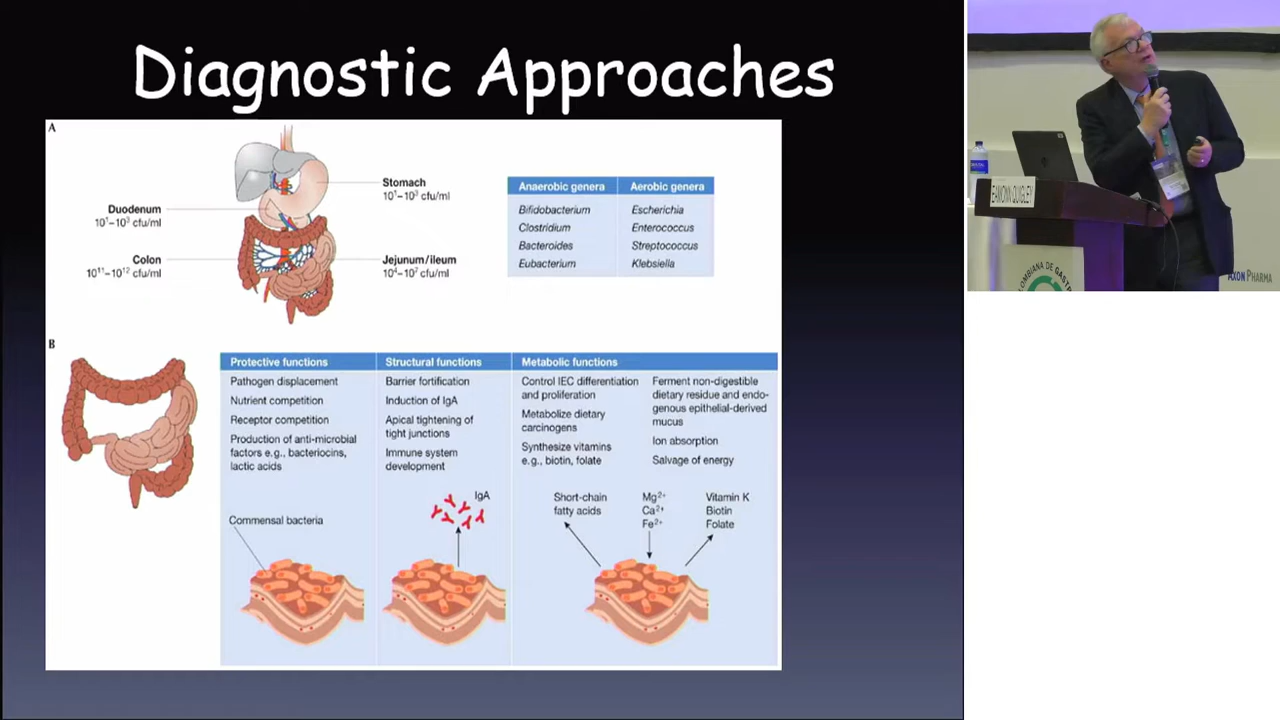 Diagnostic Approaches
A
Stomach
10¹–10³ cfu/ml
Duodenum
10¹–10³ cfu/ml
Colon
10¹¹–10¹² cfu/ml
Jejunum/ileum
10⁴–10⁷ cfu/ml
Anaerobic genera Aerobic genera
Bifidobacterium Escherichia
Clostridium Enterococcus
Bacteroides Streptococcus
Eubacterium Klebsiella
B
Protective functions
Pathogen displacement
Nutrient competition
Receptor competition
Production of anti-microbial
factors e.g., bacteriocins,
lactic acids
Commensal bacteria
Structural functions
Barrier fortification
Induction of IgA
Apical tightening of
tight junctions
Immune system
development
IgA
Metabolic functions
Control IEC differentiation
and proliferation
Metabolize dietary
carcinogens
Synthesize vitamins
e.g., biotin, folate
Ferment non-digestible
dietary residue and endo-
genous epithelial-derived
mucus
Ion absorption
Salvage of energy
Short-chain
fatty acids
Mg²⁺
Ca²⁺
Fe²⁺
Vitamin K
Biotin
Folate
EAMONN QUIGLEY
OLOMBIANA DE GASTR
AXON PHARMA